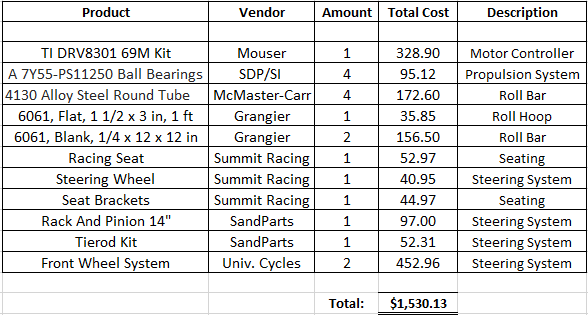 Product Vendor Amount Total Cost Description
TI DRV8301 69M Kit Mouser 1 328.90 Motor Controller
A 7Y55-PS11250 Ball Bearings SDP/SI 4 95.12 Propulsion System
4130 Alloy Steel Round Tube McMaster-Carr 4 172.60 Roll Bar
6061, Flat, 1 1/2 x 3 in, 1 ft Grangier 1 35.85 Roll Hoop
6061, Blank, 1/4 x 12 x 12 in Grangier 2 156.50 Roll Bar
Racing Seat Summit Racing 1 52.97 Seating
Steering Wheel Summit Racing 1 40.95 Steering System
Seat Brackets Summit Racing 1 44.97 Seating
Rack And Pinion 14" SandParts 1 97.00 Steering System
Tierod Kit SandParts 1 52.31 Steering System
Front Wheel System Univ. Cycles 2 452.96 Steering System
Total: $1,530.13